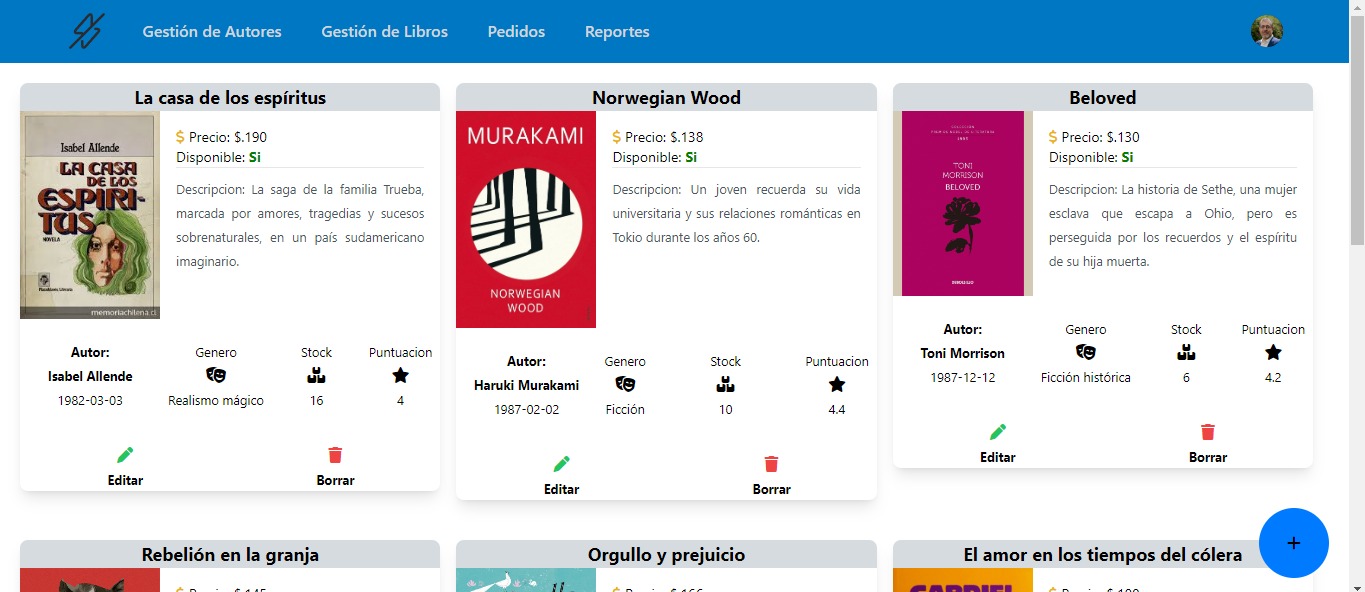 Gestión de Autores
Gestión de Libros
Pedidos
Reportes
La casa de los espíritus
Isabel Allende
LA CASA
DE LOS
ESPIRI-
TUS
NOVELA
memoriachilena.cl
$ Precio: $.190
Disponible: Si
Descripcion: La saga de la familia Trueba,
marcada por amores, tragedias y sucesos
sobrenaturales, en un país sudamericano
imaginario.
Autor:
Isabel Allende
1982-03-03
Genero
Realismo mágico
Stock
16
Puntuacion
4
Editar
Borrar
Norwegian Wood
MURAKAMI
NORWEGIAN
WOOD
$ Precio: $.138
Disponible: Si
Descripcion: Un joven recuerda su vida
universitaria y sus relaciones románticas en
Tokio durante los años 60.
Autor:
Haruki Murakami
1987-02-02
Genero
Ficción
Stock
10
Puntuacion
4.4
Editar
Borrar
Beloved
TONI
MORRISON
BELOVED
$ Precio: $.130
Disponible: Si
Descripcion: La historia de Sethe, una mujer
esclava que escapa a Ohio, pero es
perseguida por los recuerdos y el espíritu
de su hija muerta.
Autor:
Toni Morrison
1987-12-12
Genero
Ficción histórica
Stock
6
Puntuacion
4.2
Editar
Borrar
+
Rebelión en la granja
Orgullo y prejuicio
El amor en los tiempos del cólera